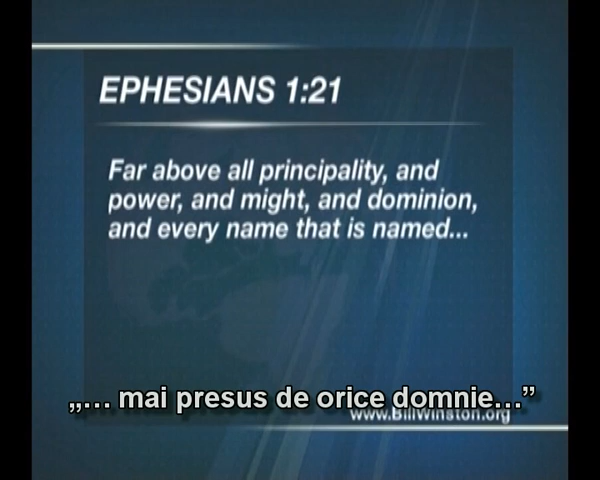 EPHESIANS 1:21
Far above all principality, and
power, and might, and dominion,
and every name that is named...
„… mai presus de orice domnie…”
www.BillWinston.org